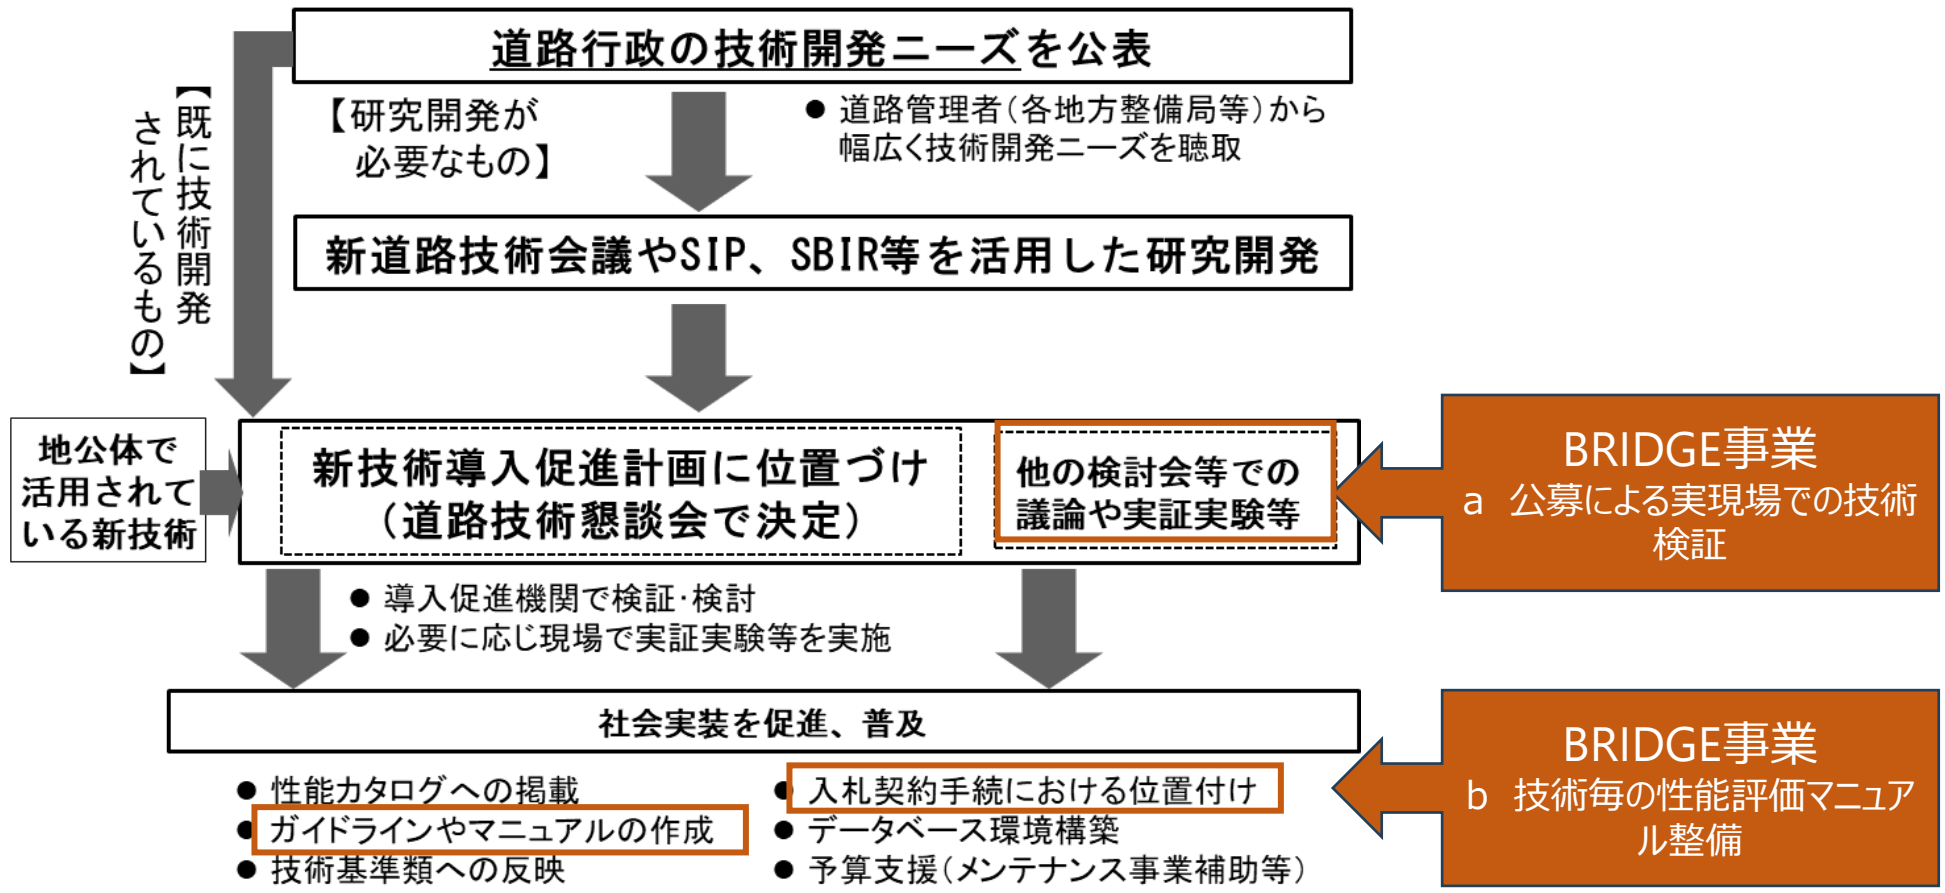 道路行政の技術開発ニーズを公表
【既に技術開発
されているもの】
【研究開発が
必要なもの】
● 道路管理者（各地方整備局等）から
幅広く技術開発ニーズを聴取
新道路技術会議やSIP、SBIR等を活用した研究開発
地公体で
活用されて
いる新技術
新技術導入促進計画に位置づけ
（道路技術懇談会で決定）
他の検討会等での
議論や実証実験等
BRIDGE事業
a 公募による実現場での技術
検証
● 導入促進機関で検証・検討
● 必要に応じ現場で実証実験等を実施
社会実装を促進、普及
● 性能カタログへの掲載
● ガイドラインやマニュアルの作成
● 技術基準類への反映
● 入札契約手続における位置付け
● データベース環境構築
● 予算支援（メンテナンス事業補助等）
BRIDGE事業
b 技術毎の性能評価マニュア
ル整備